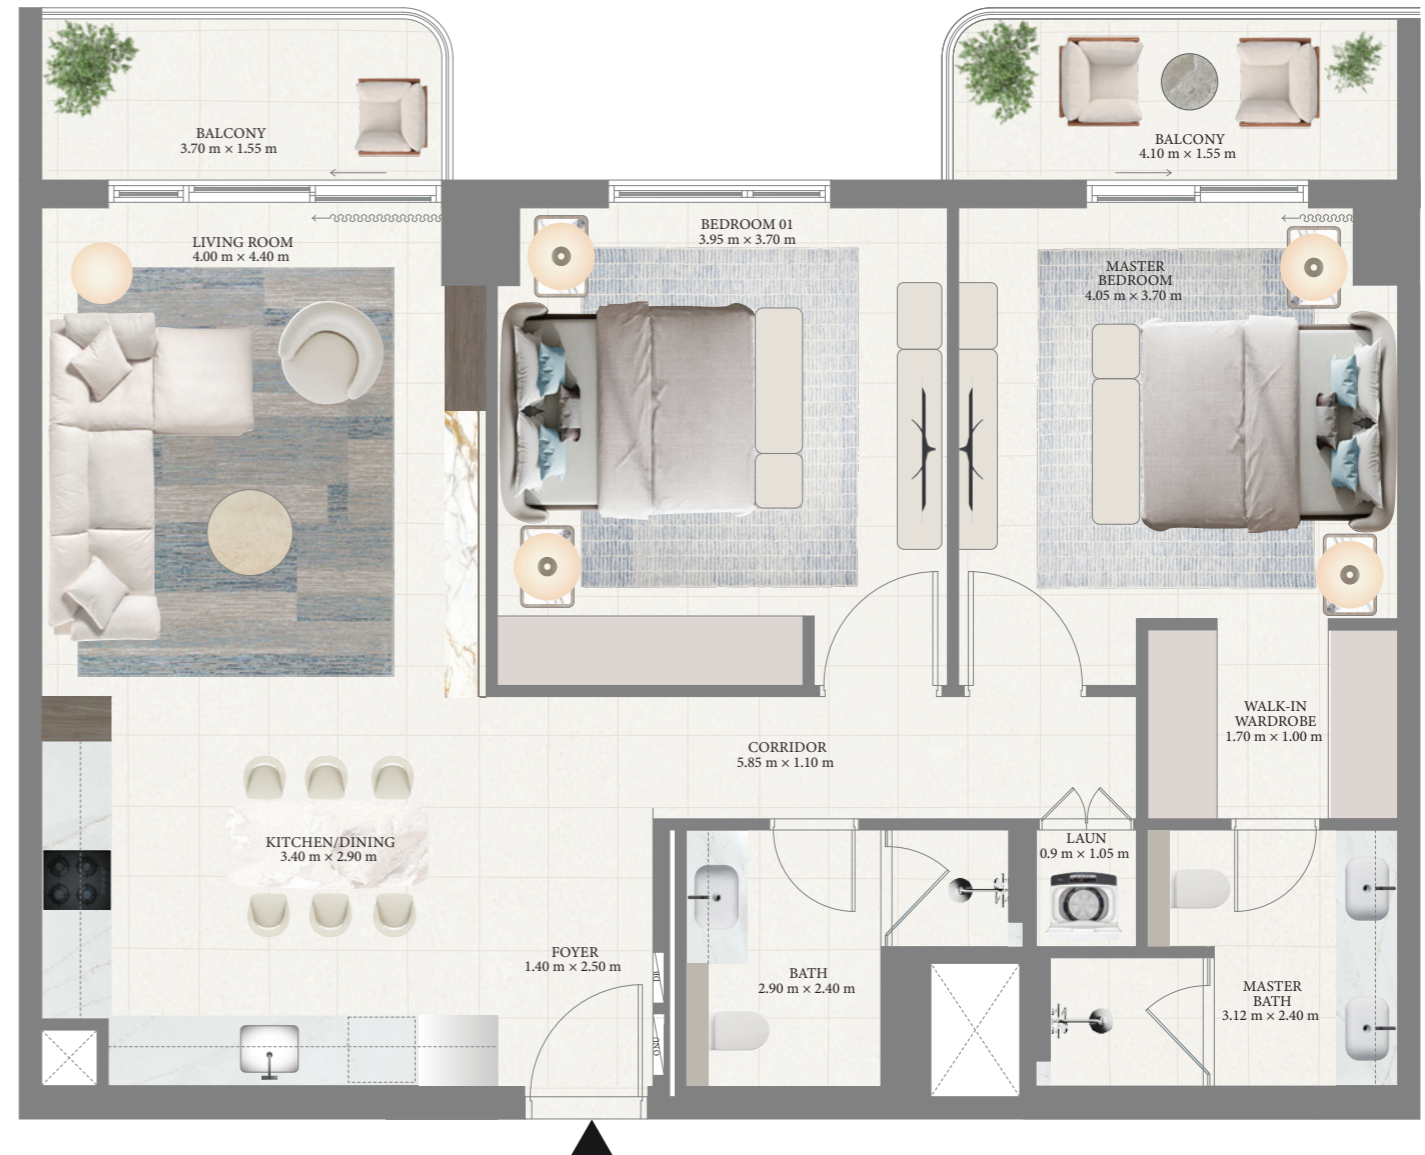 BALCONY
3.70 m × 1.55 m
BALCONY
4.10 m × 1.55 m
LIVING ROOM
4.00 m × 4.40 m
BEDROOM 01
3.95 m × 3.70 m
MASTER
BEDROOM
4.05 m × 3.70 m
WALK-IN
WARDROBE
1.70 m × 1.00 m
CORRIDOR
5.85 m × 1.10 m
KITCHEN/DINING
3.40 m × 2.90 m
LAUN
0.9 m × 1.05 m
FOYER
1.40 m × 2.50 m
BATH
2.90 m × 2.40 m
MASTER
BATH
3.12 m × 2.40 m